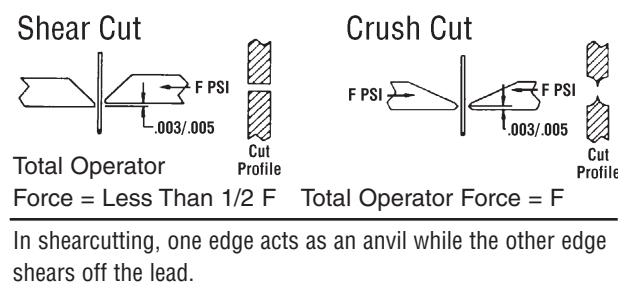 Shear Cut
F PSI
.003/.005
Cut
Profile
Total Operator
Force = Less Than 1/2 F
Crush Cut
F PSI
F PSI
.003/.005
Cut
Profile
Total Operator Force = F
In shearcutting, one edge acts as an anvil while the other edge
shears off the lead.